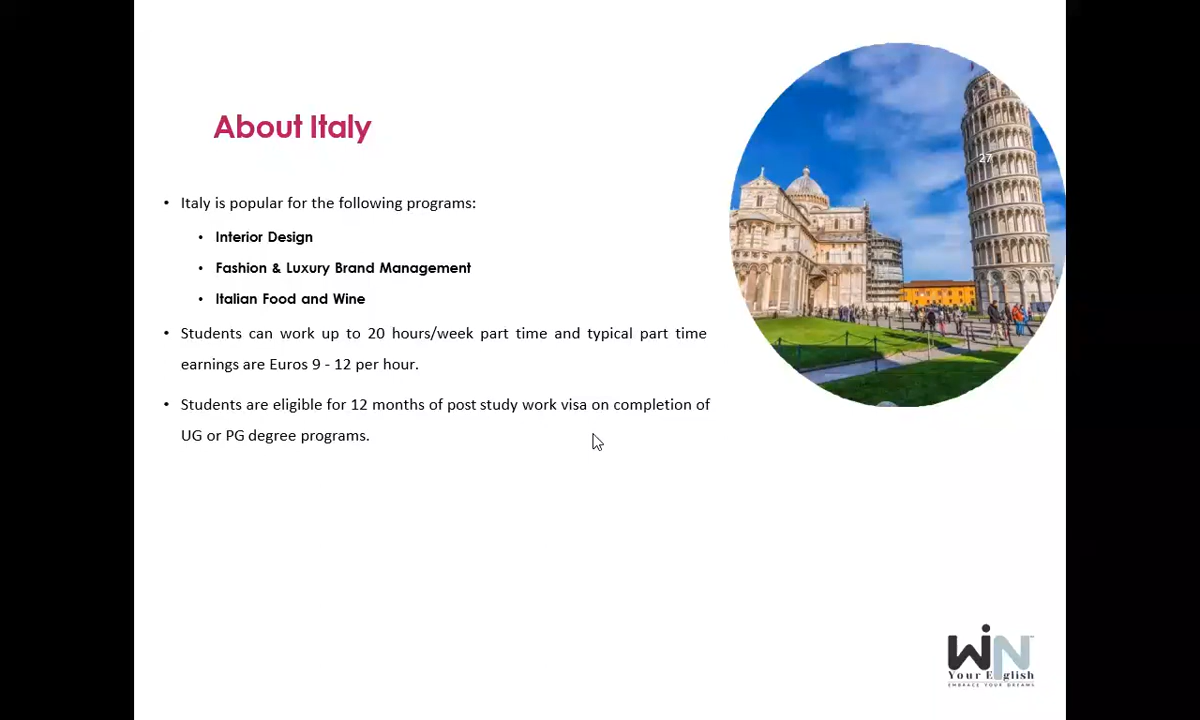 About Italy
27
• Italy is popular for the following programs:
• Interior Design
• Fashion & Luxury Brand Management
• Italian Food and Wine
• Students can work up to 20 hours/week part time and typical part time
earnings are Euros 9 - 12 per hour.
• Students are eligible for 12 months of post study work visa on completion of
UG or PG degree programs.
WiN
Your English
EMBRACE YOUR DREAMS